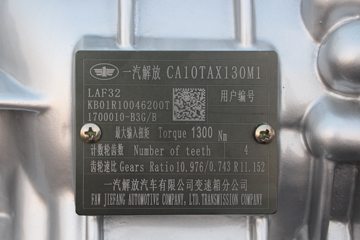 一汽解放 CA10TAX130M1
LAF32
KB01R10046200T 用户编号
1700010-B3G/B
最大输入扭矩 Torque 1300 Nm
计数轮齿数 Number of teeth 4
齿轮速比 Gears Ratio 10.976/0.743 R11.152
一汽解放汽车有限公司变速箱分公司
FAW JIEFANG AUTOMOTIVE COMPANY, LTD.TRANSMISSION COMPANY